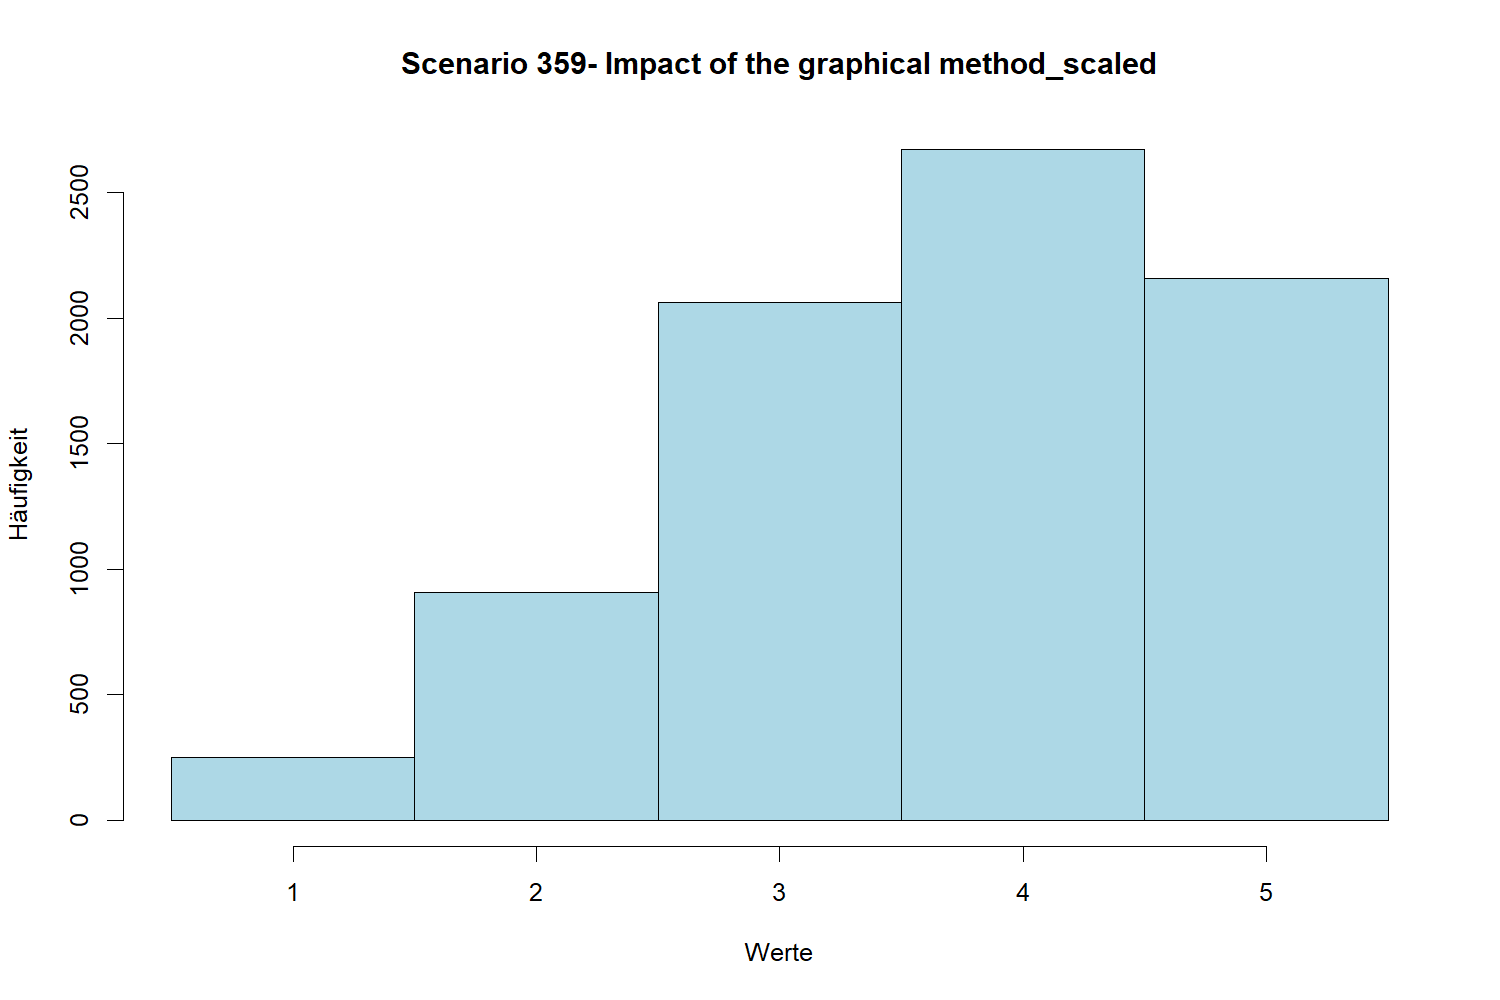 Scenario 359- Impact of the graphical method_scaled
Häufigkeit
2500
2000
1500
1000
500
0
1 2 3 4 5
Werte